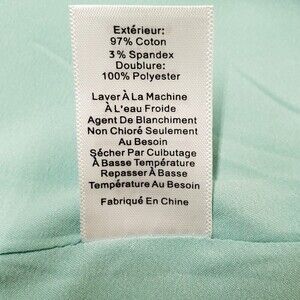 Extérieur:
97% Coton
3% Spandex
Doublure:
100% Polyester
Laver À La Machine
À L'eau Froide
Agent De Blanchiment
Non Chloré Seulement
Au Besoin
Sécher Par Culbutage
À Basse Température
Repasser À Basse
Température Au Besoin
Fabriqué En Chine